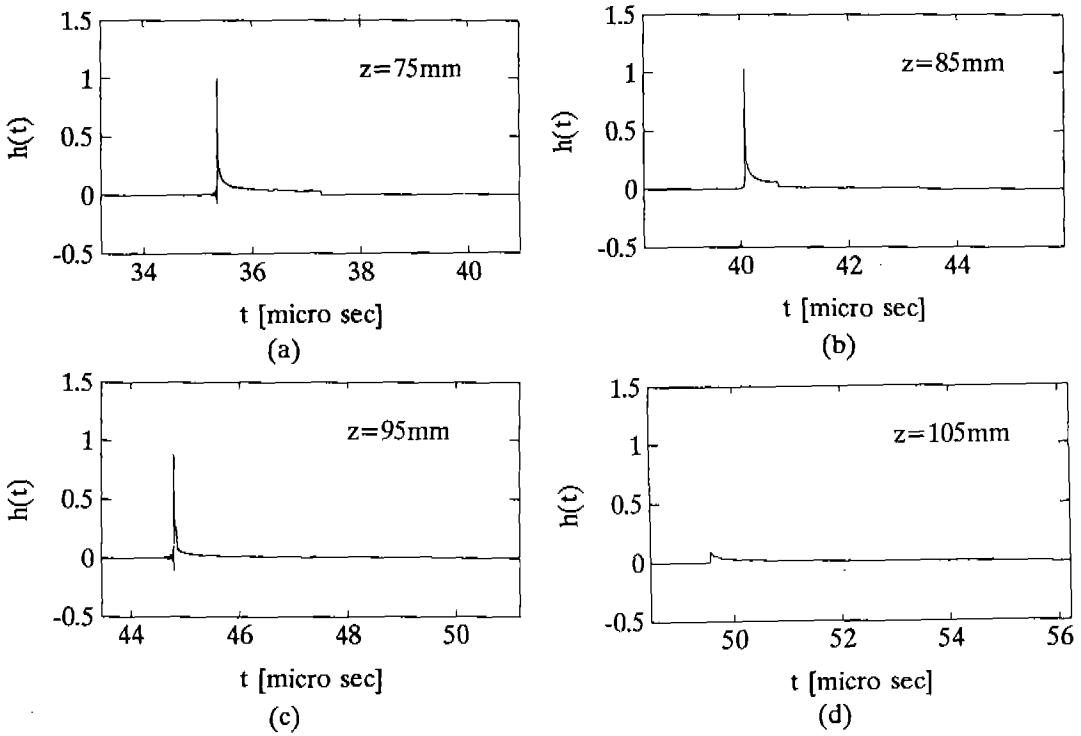 1.5
1
0.5
0
-0.5
h(t)
z=75mm
34 36 38 40
t [micro sec]
(a)
1.5
1
0.5
0
-0.5
h(t)
z=85mm
40 42 44
t [micro sec]
(b)
1.5
1
0.5
0
-0.5
h(t)
z=95mm
44 46 48 50
t [micro sec]
(c)
1.5
1
0.5
0
-0.5
h(t)
z=105mm
50 52 54 56
t [micro sec]
(d)